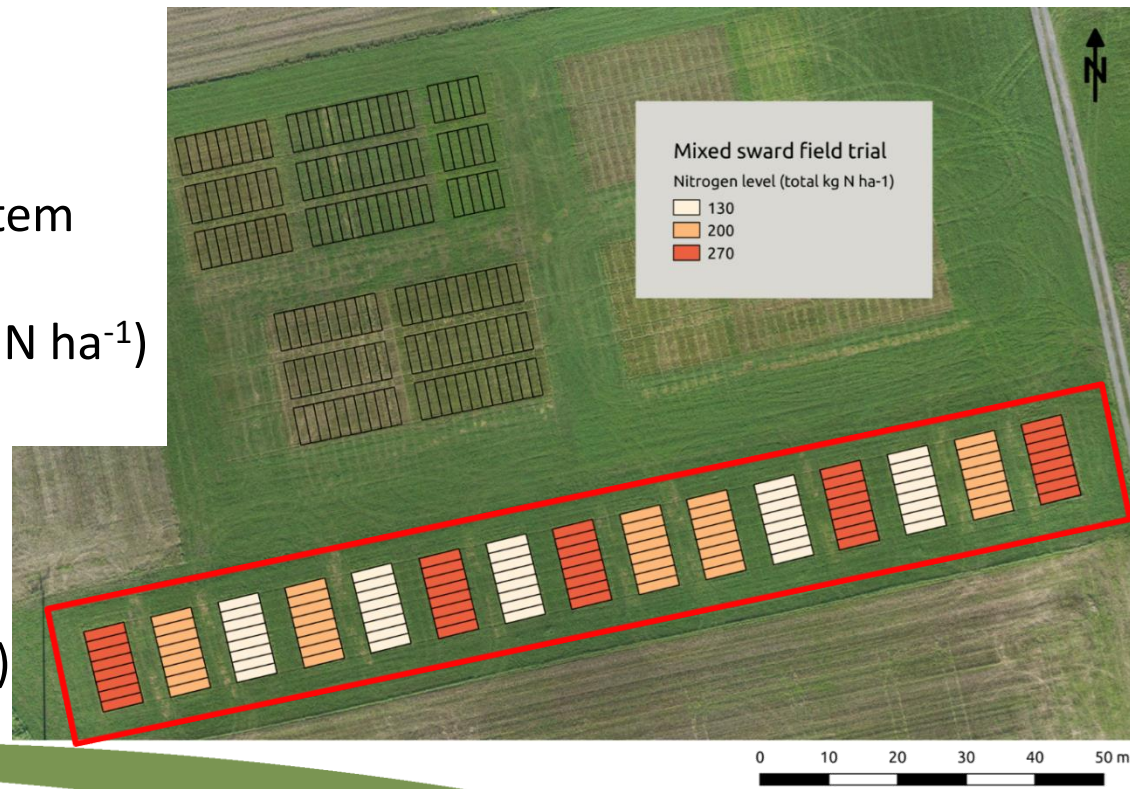 tem
N ha⁻¹)
)
N
Mixed sward field trial
Nitrogen level (total kg N ha-1)
130
200
270
0 10 20 30 40 50 m